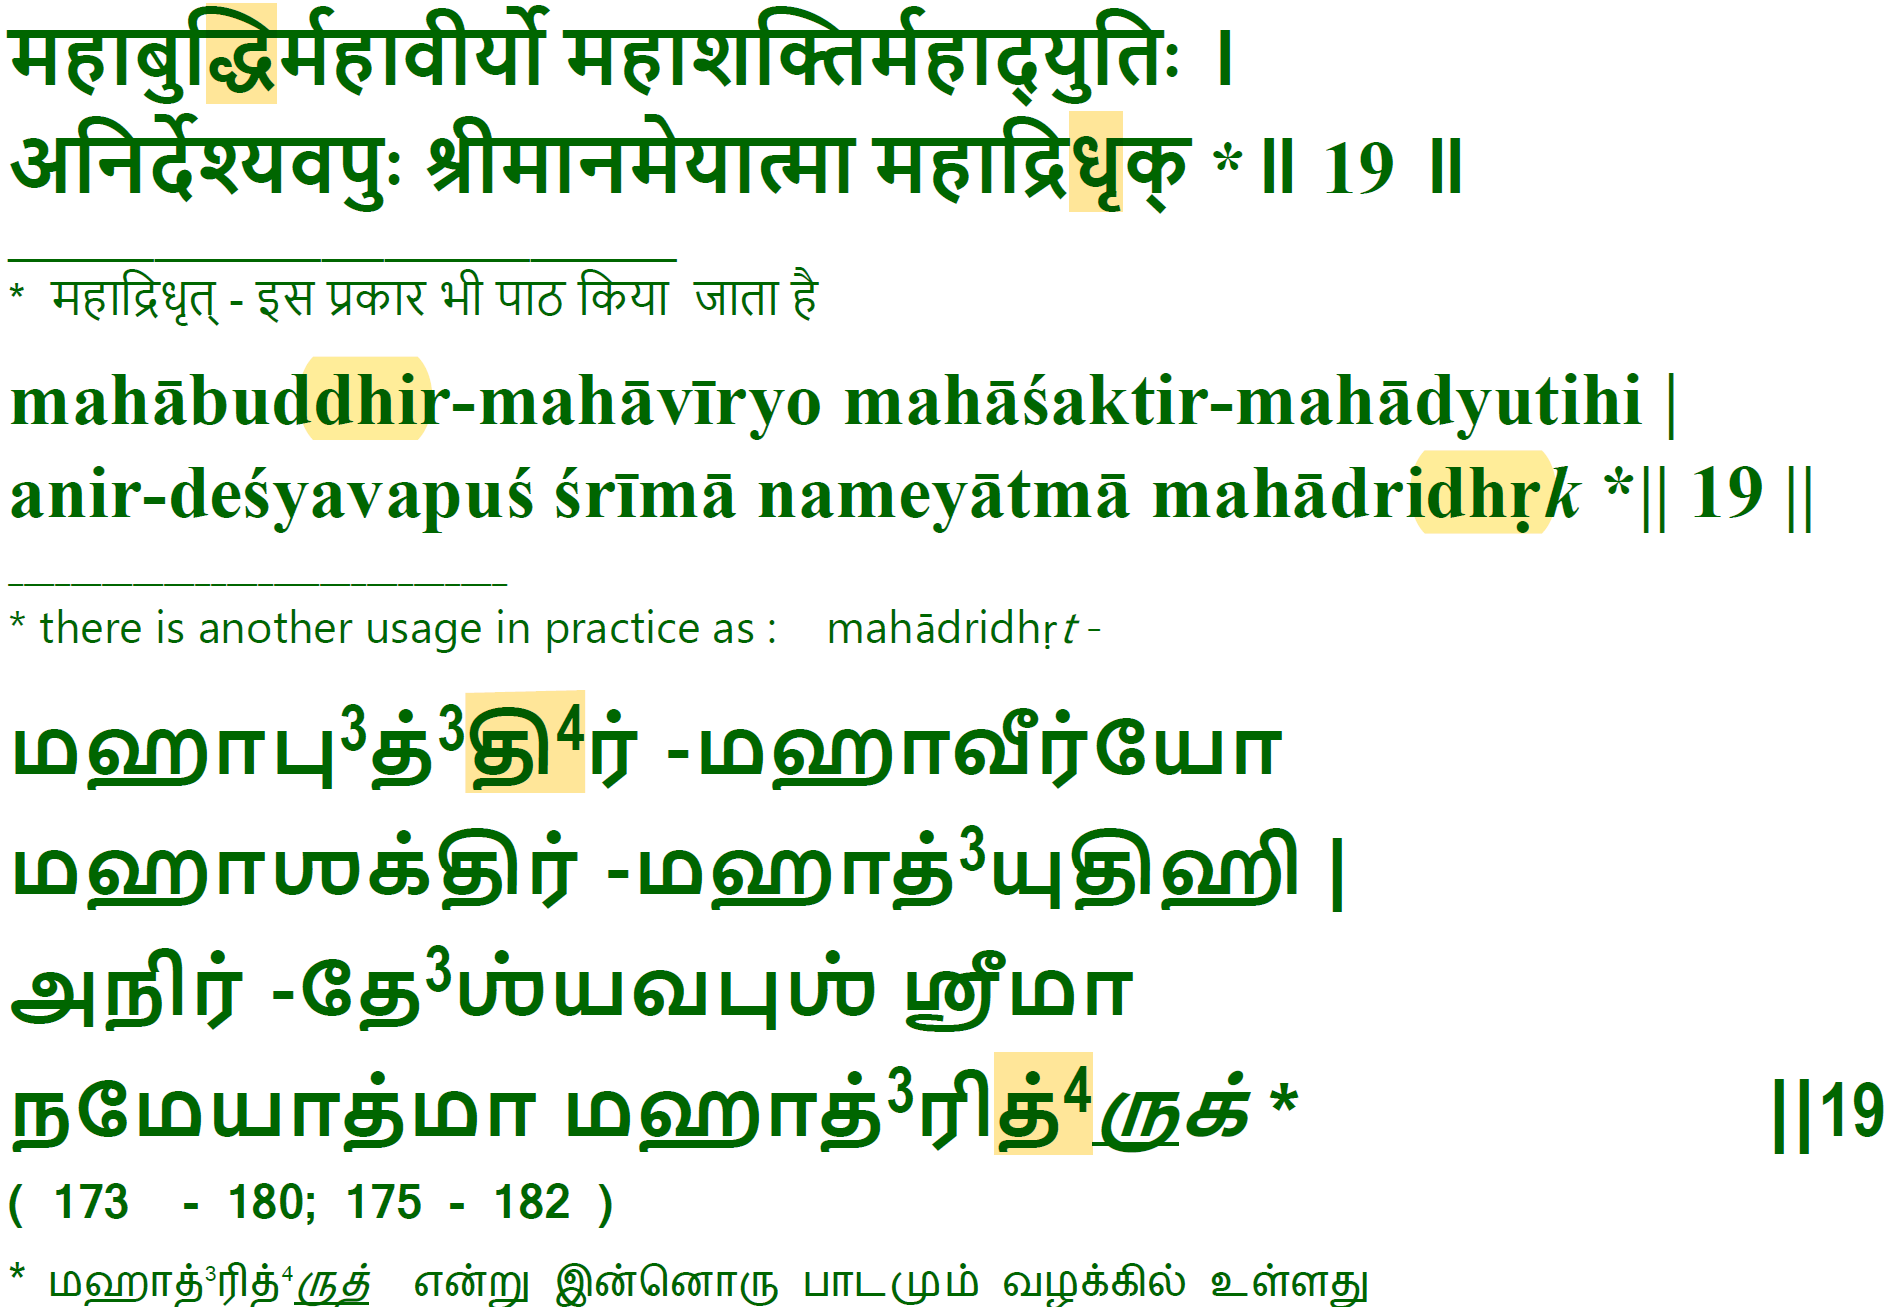 महाबुद्धिर्महावीर्यो महाशक्तिर्महाद्‌युतिः ।
अनिर्देश्यवपुः श्रीमानमेयात्मा महाद्रिधृक् * ॥ 19 ॥
* महाद्रिधृत् - इस प्रकार भी पाठ किया जाता है
mahābuddhir-mahāvīryo mahāśaktir-mahādyutihi |
anir-deśyavapuś śrīmā nameyātmā mahādridhṛk *|| 19 ||
* there is another usage in practice as : mahādridhṛt -
மஹாபு³த்³தி⁴ர் -மஹாவீர்யோ
மஹாஶக்திர் -மஹாத்³யுதிஹி |
அநிர் -தே³ஶ்யவபுஶ் ஶ்ரீமா
நமேயாத்மா மஹாத்³ரித்⁴ருக் * ||19
( 173 - 180; 175 - 182 )
* மஹாத்³ரித்⁴ருத் என்று இன்னொரு பாடமும் வழக்கில் உள்ளது